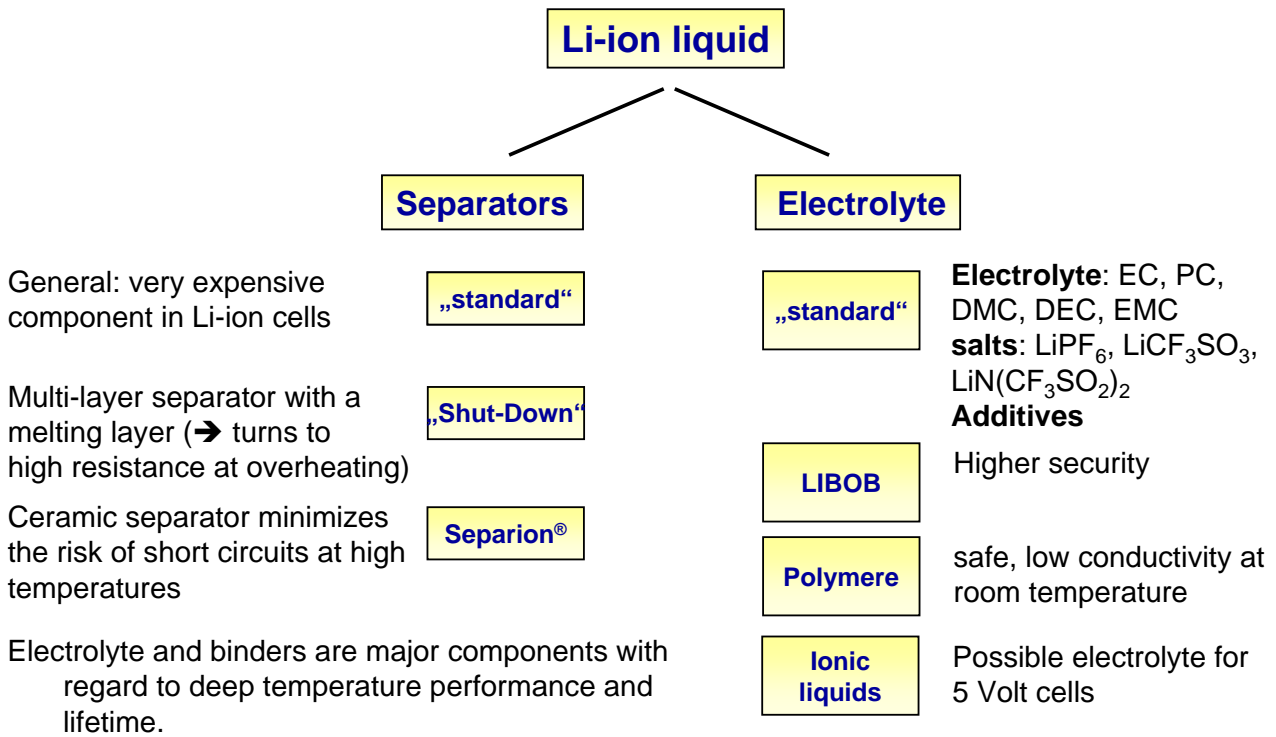 Li-ion liquid
Separators
Electrolyte
General: very expensive
component in Li-ion cells
„standard“
Multi-layer separator with a
melting layer (➔ turns to
high resistance at overheating)
„Shut-Down“
Ceramic separator minimizes
the risk of short circuits at high
temperatures
Separion®
Electrolyte and binders are major components with
regard to deep temperature performance and
lifetime.
„standard“
Electrolyte: EC, PC,
DMC, DEC, EMC
salts: LiPF₆, LiCF₃SO₃,
LiN(CF₃SO₂)₂
Additives
LIBOB
Higher security
Polymere
safe, low conductivity at
room temperature
Ionic
liquids
Possible electrolyte for
5 Volt cells